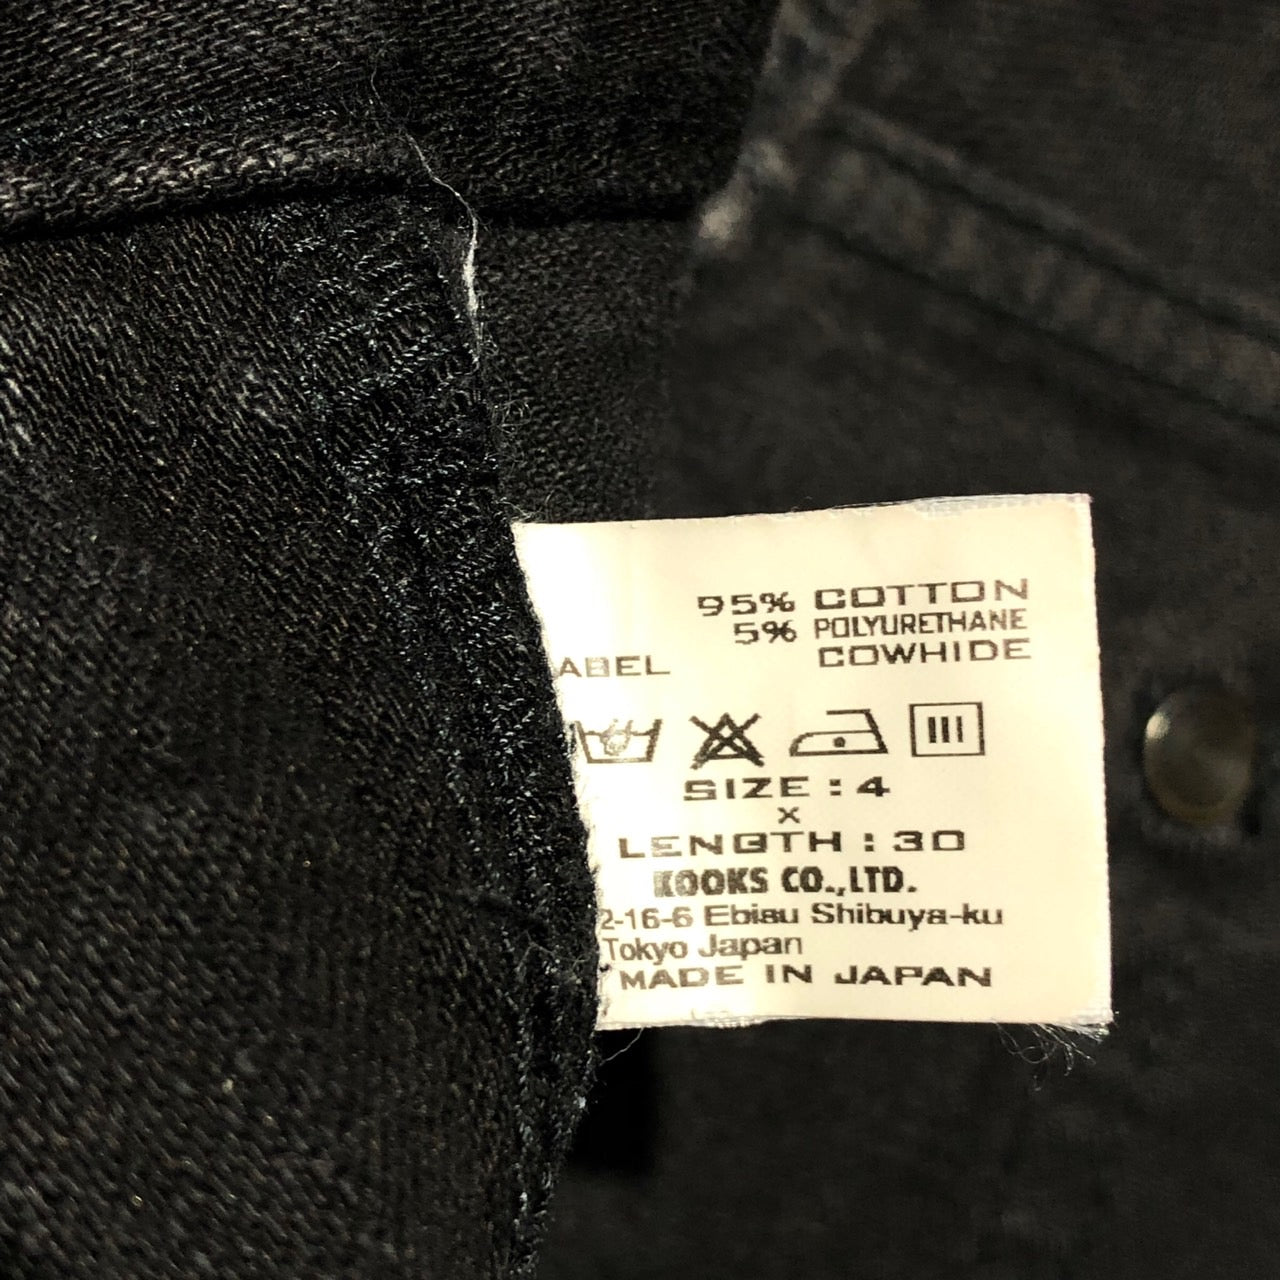 95% COTTON
5% POLYURETHANE
ABEL COWHIDE
SIZE : 4
x
LENGTH : 30
KOOKS CO.,LTD.
2-16-6 Ebisu Shibuya-ku
Tokyo Japan
MADE IN JAPAN